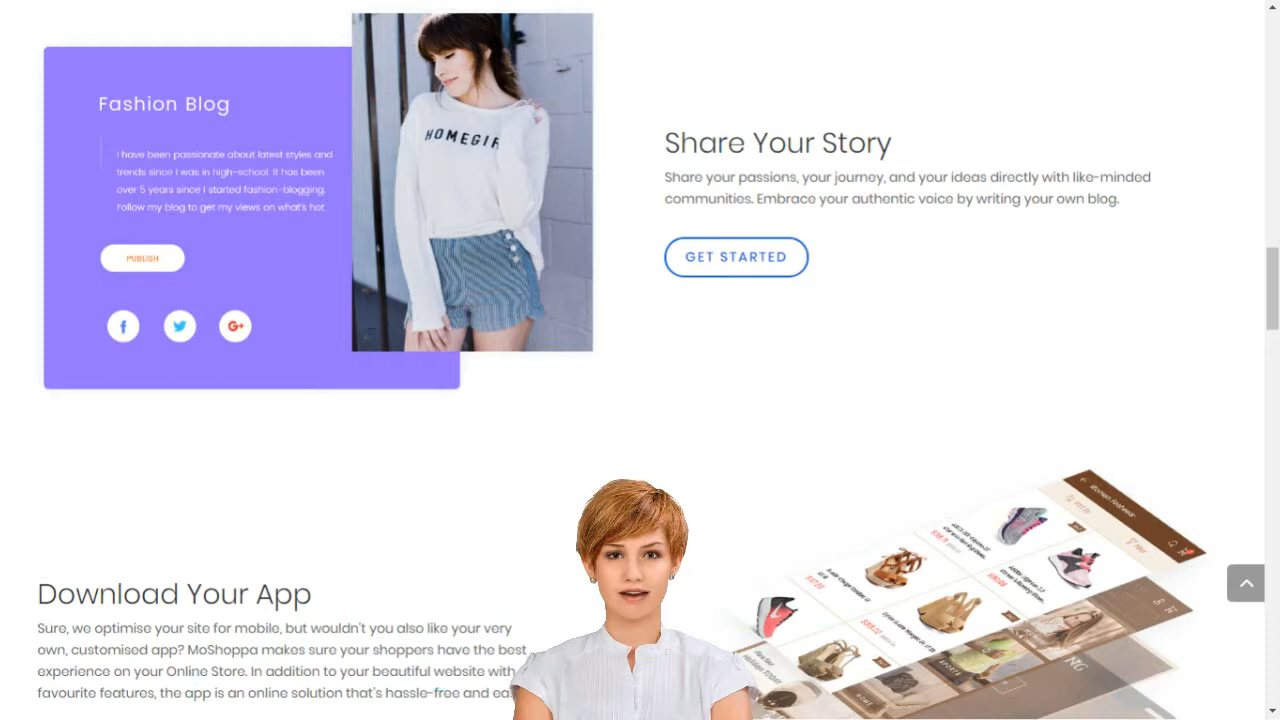 Fashion Blog
I have been passionate about latest styles and
trends since I was in high-school. It has been
over 5 years since I started fashion-blogging.
Follow my blog to get my views on what's hot.
PUBLISH
HOMEGIR
Share Your Story
Share your passions, your journey, and your ideas directly with like-minded
communities. Embrace your authentic voice by writing your own blog.
GET STARTED
Download Your App
Sure, we optimise your site for mobile, but wouldn't you also like your very
own, customised app? MoShoppa makes sure your shoppers have the best
experience on your Online Store. In addition to your beautiful website with
favourite features, the app is an online solution that's hassle-free and
Women Footwear
Filter